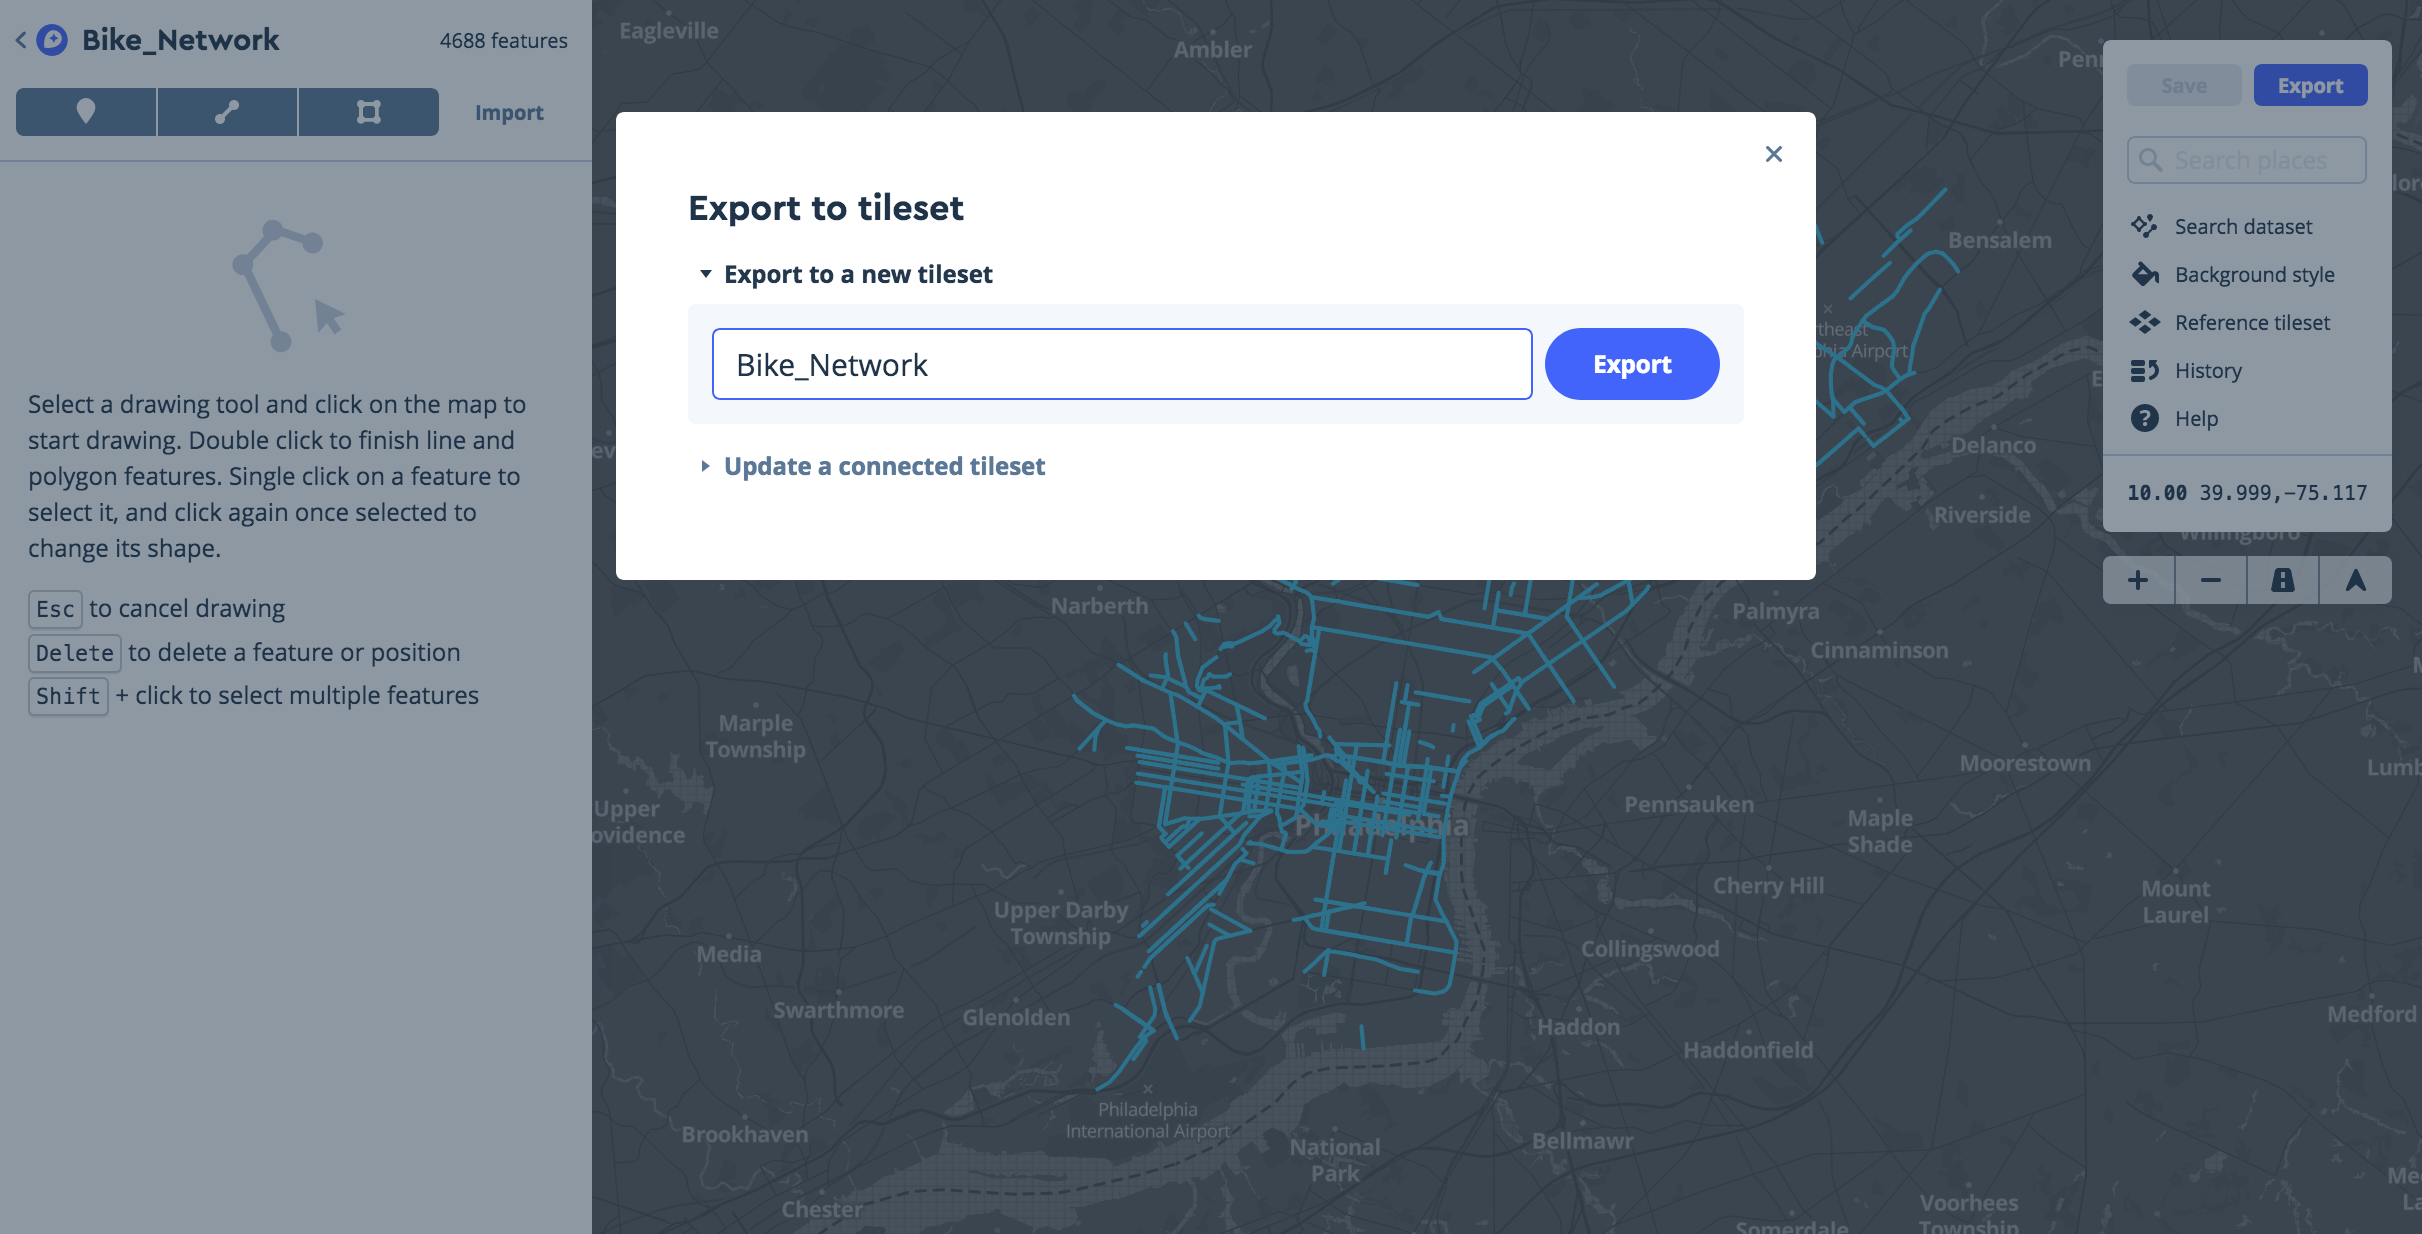 Bike_Network
4688 features
Import
Select a drawing tool and click on the map to
start drawing. Double click to finish line and
polygon features. Single click on a feature to
select it, and click again once selected to
change its shape.
Esc to cancel drawing
Delete to delete a feature or position
Shift + click to select multiple features
Export to tileset
Export to a new tileset
Bike_Network
Export
Update a connected tileset
Save
Export
Search places
Search dataset
Background style
Reference tileset
History
Help
10.00 39.999,-75.117
Eagleville
Ambler
Bensalem
Airport
Delanco
Riverside
Willingboro
Narberth
Palmyra
Cinnaminson
Marple
Township
Moorestown
Upper
ovidence
Pennsauken
Philadelphia
Maple
Shade
Cherry Hill
Mount
Laurel
Upper Darby
Township
Media
Collingswood
Swarthmore
Glenolden
Haddon
Medford
Haddonfield
Philadelphia
International Airport
Brookhaven
National
Park
Bellmawr
Chester
Voorhees
Township
Somerdale